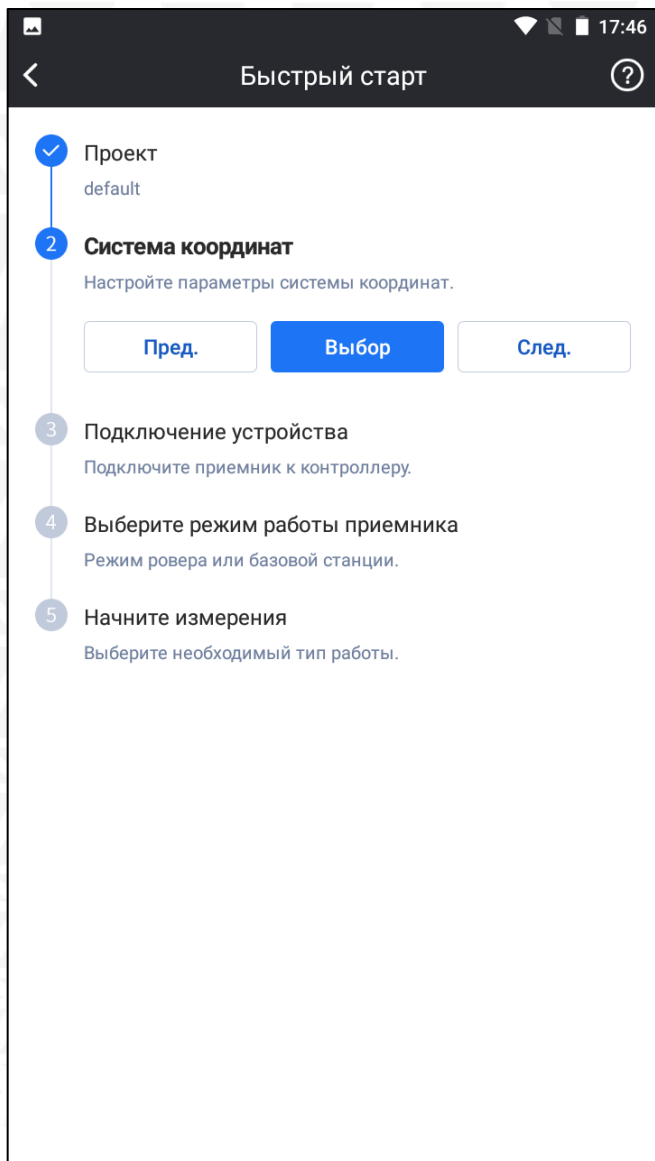 17:46
Быстрый старт
?
Проект
default
2
Система координат
Настройте параметры системы координат.
Пред. Выбор След.
3
Подключение устройства
Подключите приемник к контроллеру.
4
Выберите режим работы приемника
Режим ровера или базовой станции.
5
Начните измерения
Выберите необходимый тип работы.